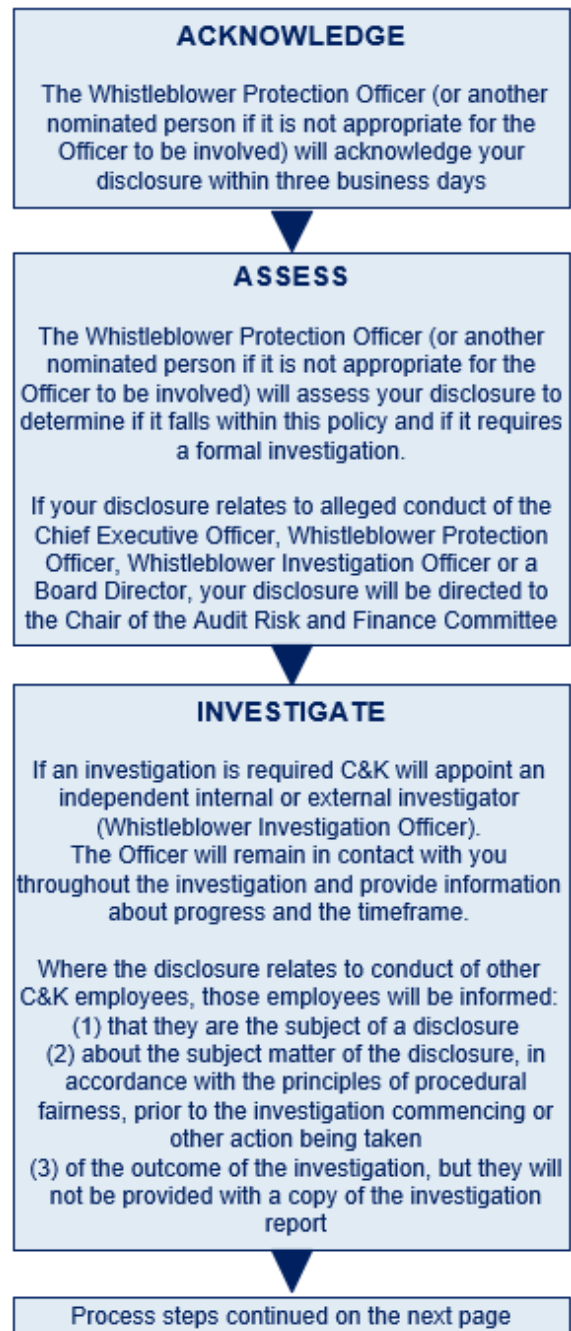 ACKNOWLEDGE
The Whistleblower Protection Officer (or another
nominated person if it is not appropriate for the
Officer to be involved) will acknowledge your
disclosure within three business days
ASSESS
The Whistleblower Protection Officer (or another
nominated person if it is not appropriate for the
Officer to be involved) will assess your disclosure to
determine if it falls within this policy and if it requires
a formal investigation.
If your disclosure relates to alleged conduct of the
Chief Executive Officer, Whistleblower Protection
Officer, Whistleblower Investigation Officer or a
Board Director, your disclosure will be directed to
the Chair of the Audit Risk and Finance Committee
INVESTIGATE
If an investigation is required C&K will appoint an
independent internal or external investigator
(Whistleblower Investigation Officer).
The Officer will remain in contact with you
throughout the investigation and provide information
about progress and the timeframe.
Where the disclosure relates to conduct of other
C&K employees, those employees will be informed:
(1) that they are the subject of a disclosure
(2) about the subject matter of the disclosure, in
accordance with the principles of procedural
fairness, prior to the investigation commencing or
other action being taken
(3) of the outcome of the investigation, but they will
not be provided with a copy of the investigation
report
Process steps continued on the next page